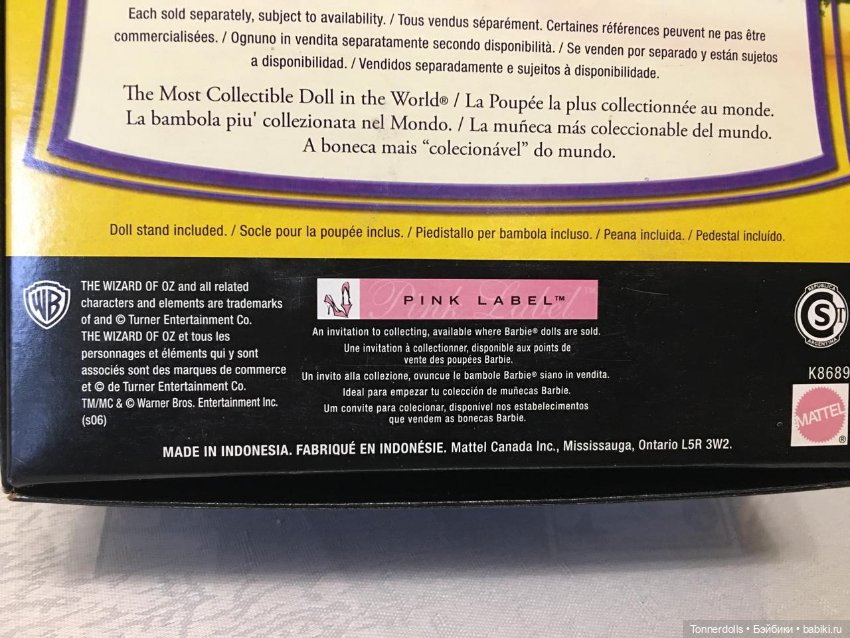 Each sold separately, subject to availability. / Tous vendus séparément. Certaines références peuvent ne pas être
commercialisées. / Ognuno in vendita separatamente secondo disponibilità. / Se venden por separado y están sujetos
a disponibilidad. / Vendidos separadamente e sujeitos à disponibilidade.
The Most Collectible Doll in the World® / La Poupée la plus collectionnée au monde.
La bambola piu' collezionata nel Mondo. / La muñeca más coleccionable del mundo.
A boneca mais “colecionável” do mundo.
Doll stand included. / Socle pour la poupée inclus. / Piedistallo per bambola incluso. / Peana incluida. / Pedestal incluído.
WB
THE WIZARD OF OZ and all related
characters and elements are trademarks
of and © Turner Entertainment Co.
THE WIZARD OF OZ et tous les
personnages et éléments qui y sont
associés sont des marques de commerce
et © de Turner Entertainment Co.
TM/MC & © Warner Bros. Entertainment Inc.
(s06)
Pink Label™
PINK LABEL™
An invitation to collecting, available where Barbie® dolls are sold.
Une invitation à collectionner, disponible aux points de
vente des poupées Barbie.
Un invito alla collezione, ovuncue le bambole Barbie® siano in vendita.
Ideal para empezar tu colección de muñecas Barbie.
Um convite para colecionar, disponivel nos estabelecimentos
que vendem as bonecas Barbie.
REPUBLICA
S
ARGENTINA
K8689
MATTEL
®
MADE IN INDONESIA. FABRIQUÉ EN INDONÉSIE. Mattel Canada Inc., Mississauga, Ontario L5R 3W2.
Tonnerdolls • Бэйбики • babiki.ru